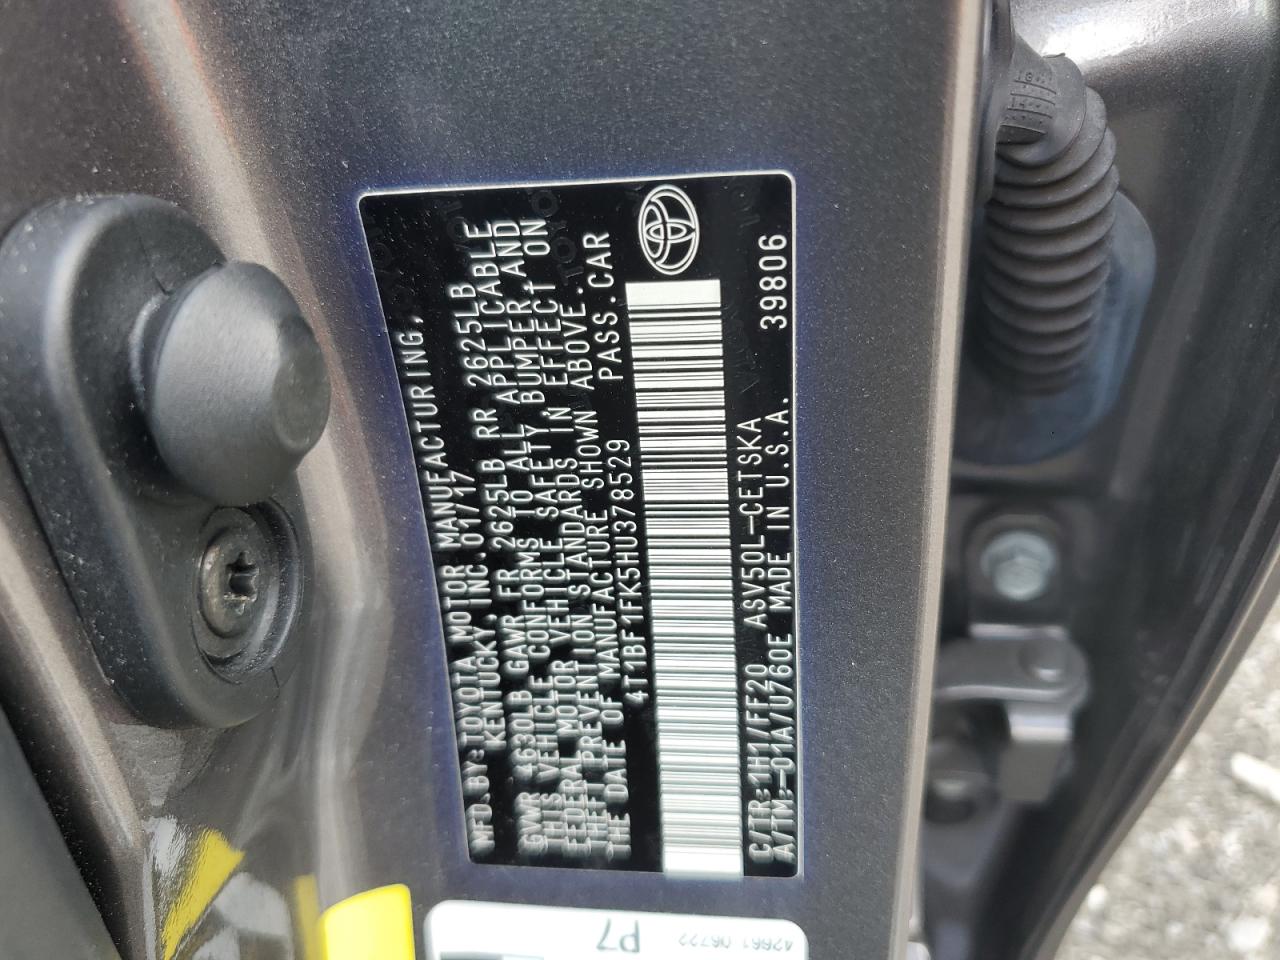 MFD.BY:TOYOTA MOTOR MANUFACTURING,
KENTUCKY, INC. 01/17
GVWR 4630LB GAWR FR 2625LB RR 2625LB
THIS VEHICLE CONFORMS TO ALL APPLICABLE
FEDERAL MOTOR VEHICLE SAFETY, BUMPER, AND
THEFT PREVENTION STANDARDS IN EFFECT ON
THE DATE OF MANUFACTURE SHOWN ABOVE.
4T1BF1FK5HU378529 PASS.CAR
C/TR:1H1/FF20 ASV50L-CETSKA 39806
A/TM:-01A/U760E MADE IN U.S.A.
P7
42661 06722